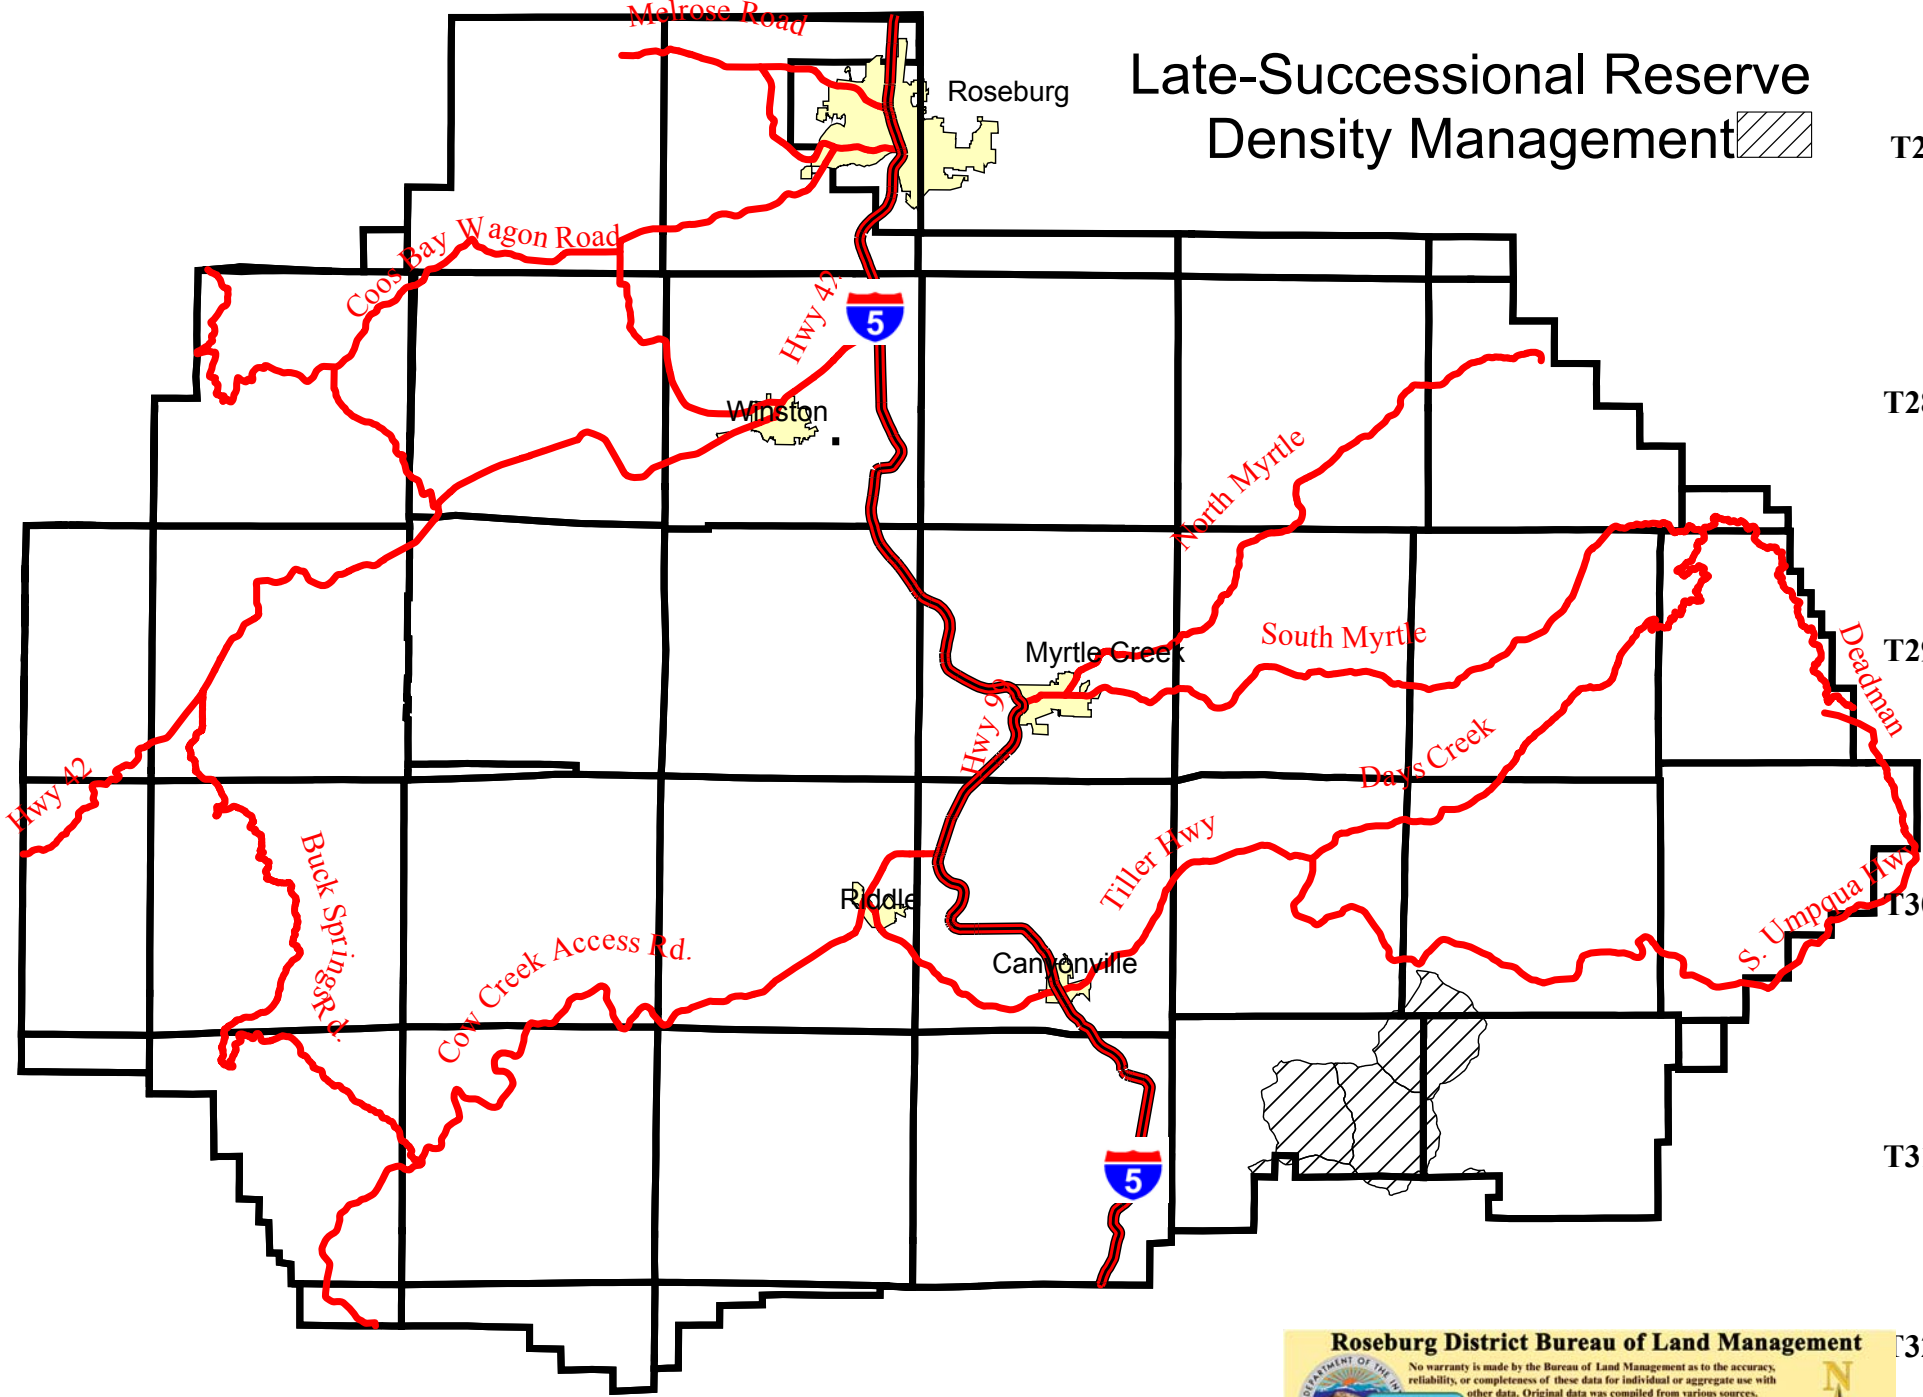 Melrose Road
Late-Successional Reserve
Density Management
Roseburg
Coos Bay Wagon Road
Hwy 42
5
Winston
North Myrtle
South Myrtle
Myrtle Creek
Deadman
Hwy 99
Days Creek
Hwy 42
Tiller Hwy
Buck Springs Rd.
Riddle
S. Umpqua Hwy
Cow Creek Access Rd.
Canyonville
5
Roseburg District Bureau of Land Management
No warranty is made by the Bureau of Land Management as to the accuracy,
reliability, or completeness of these data for individual or aggregate use with
other data. Original data was compiled from various sources.
N